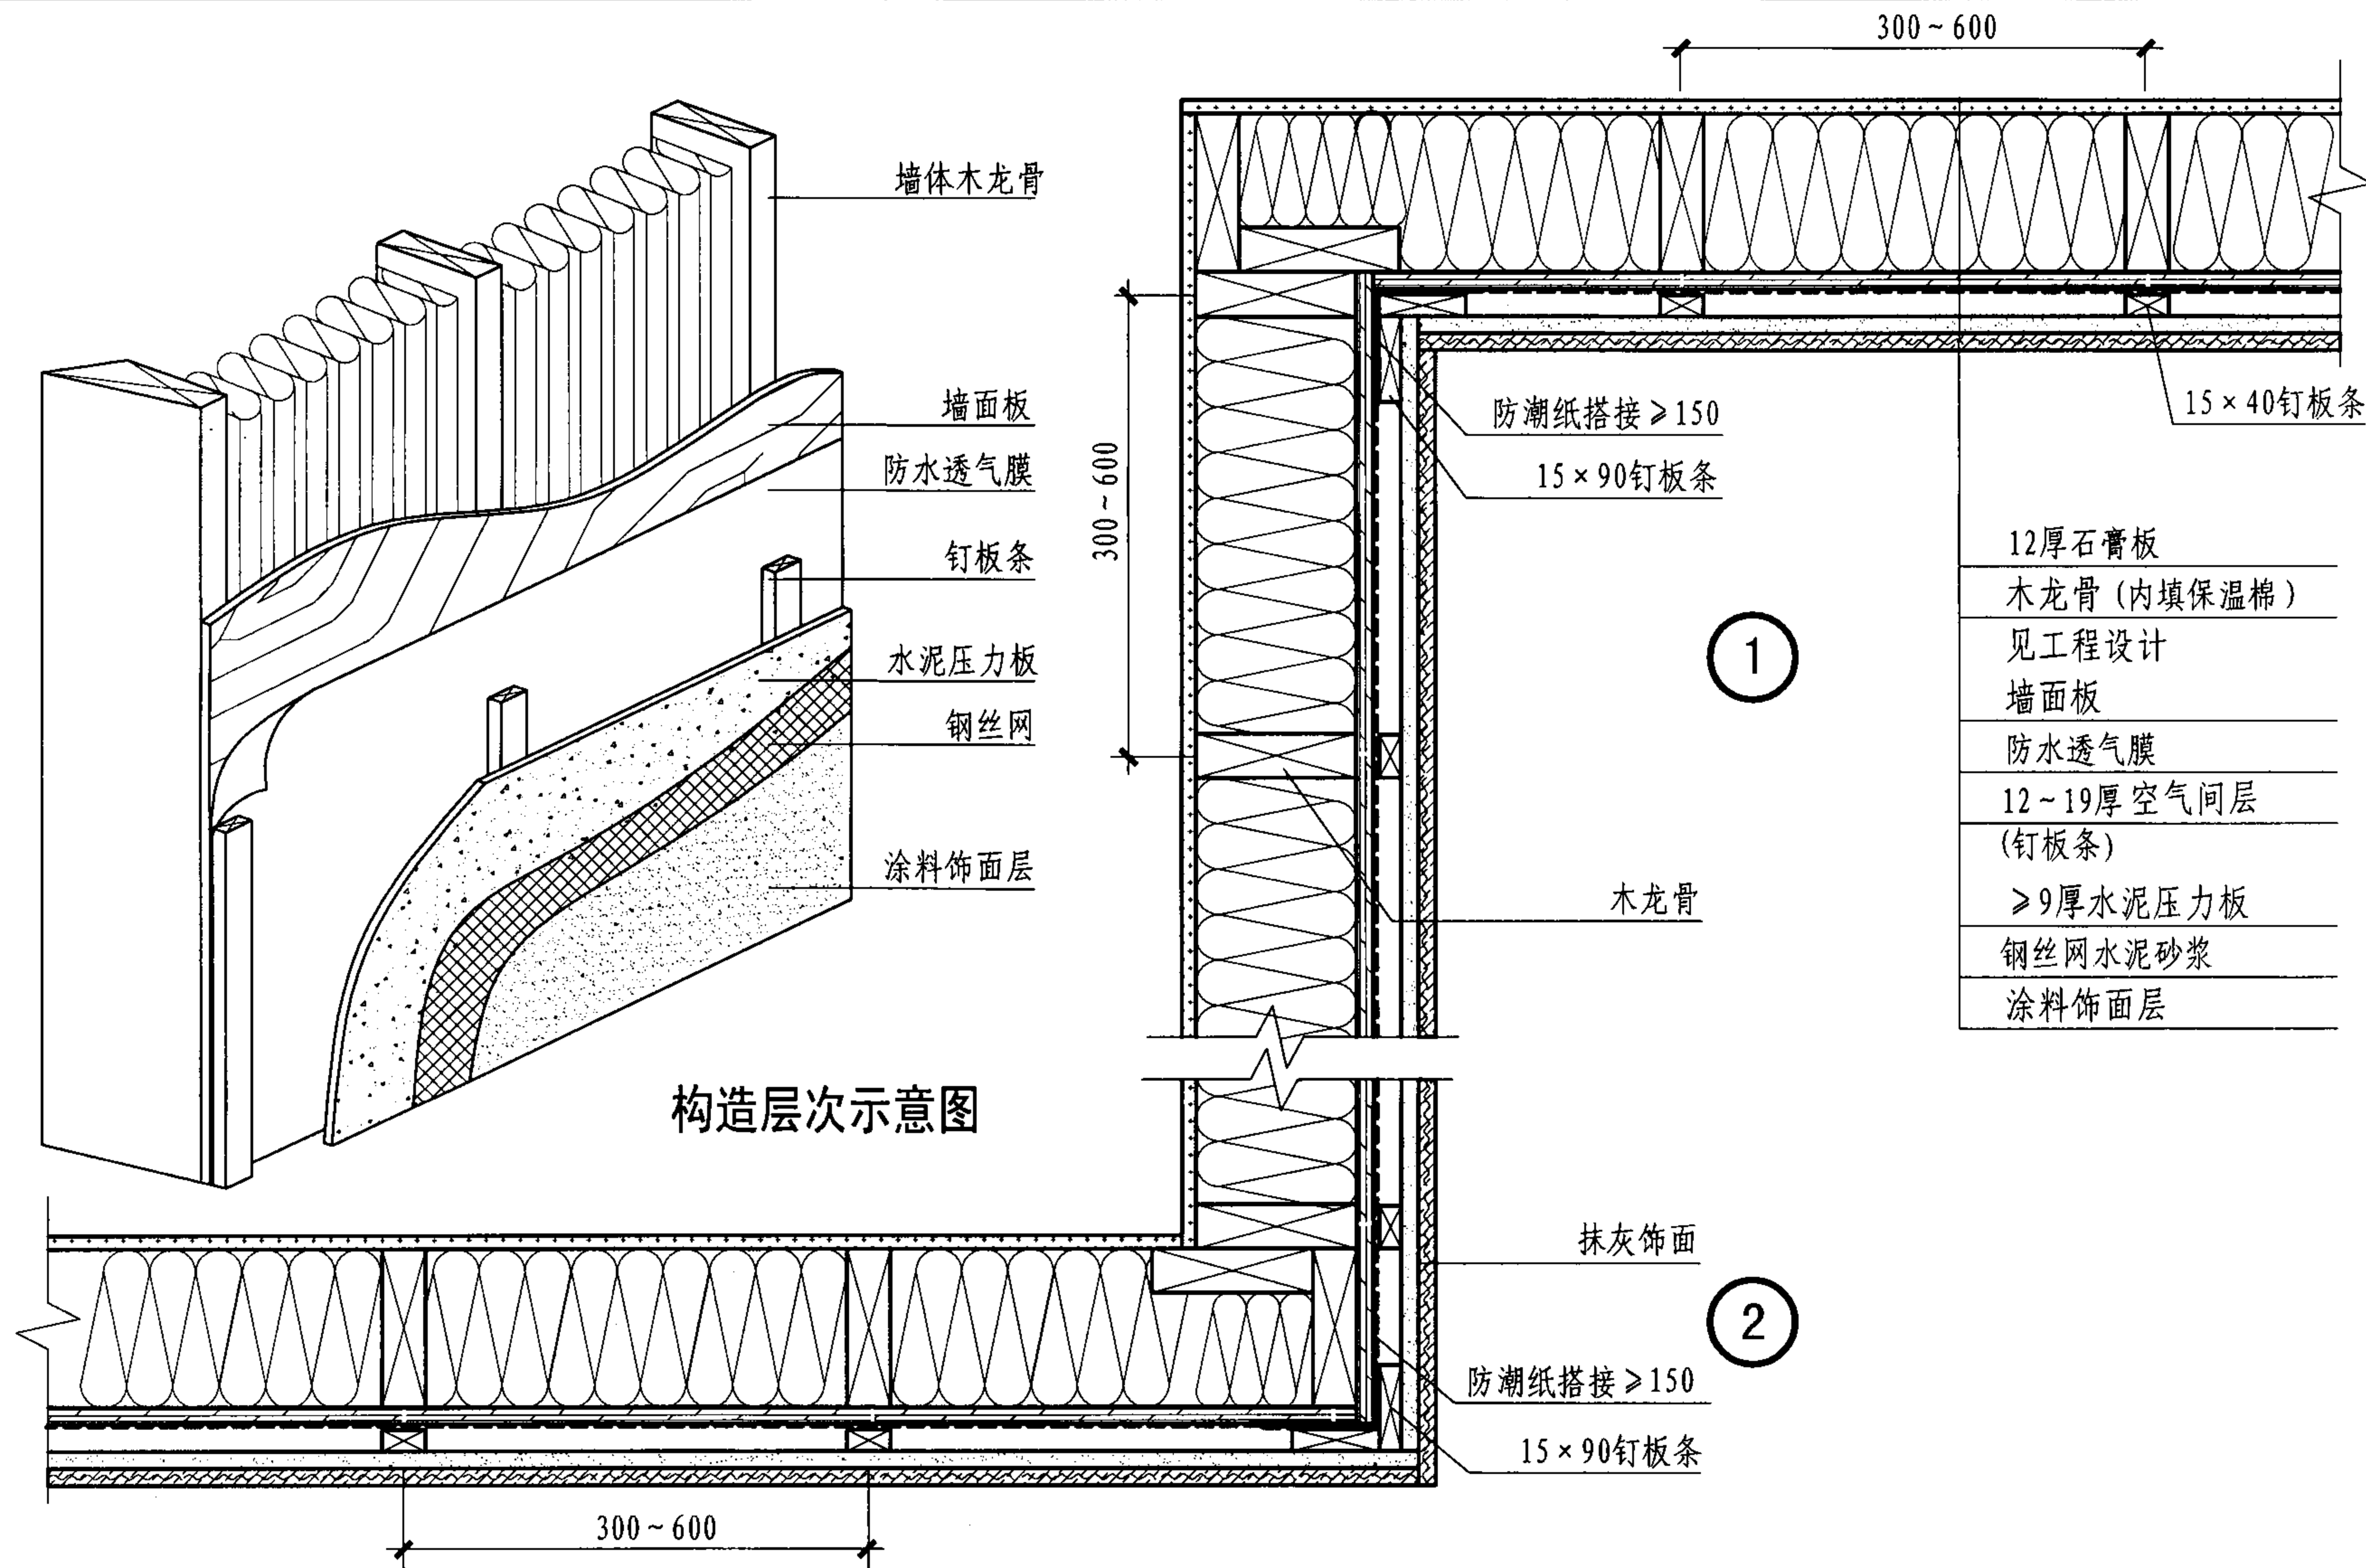 300~600
墙体木龙骨
墙面板
防水透气膜
钉板条
水泥压力板
钢丝网
涂料饰面层
构造层次示意图
300~600
防潮纸搭接≥150
15×90钉板条
15×40钉板条
1
12厚石膏板
木龙骨(内填保温棉)
见工程设计
墙面板
防水透气膜
12~19厚空气间层
(钉板条)
≥9厚水泥压力板
钢丝网水泥砂浆
涂料饰面层
木龙骨
抹灰饰面
2
防潮纸搭接≥150
15×90钉板条
300~600